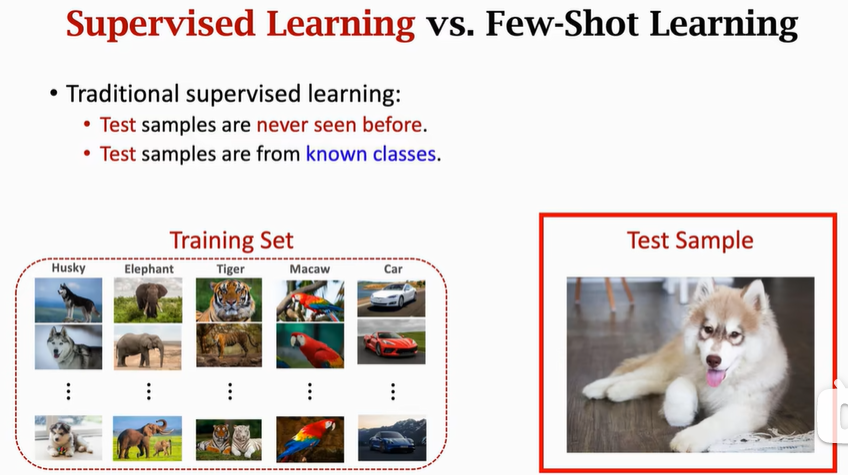 Supervised Learning vs. Few-Shot Learning
• Traditional supervised learning:
• Test samples are never seen before.
• Test samples are from known classes.
Training Set
Husky Elephant Tiger Macaw Car
Test Sample